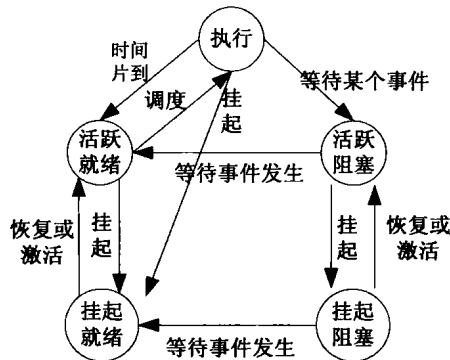 执行
时间
片到
调度
挂
起
等待某个事件
活跃
就绪
活跃
阻塞
等待事件发生
恢复或
激活
挂
起
挂
起
恢复或
激活
挂起
就绪
挂起
阻塞
等待事件发生